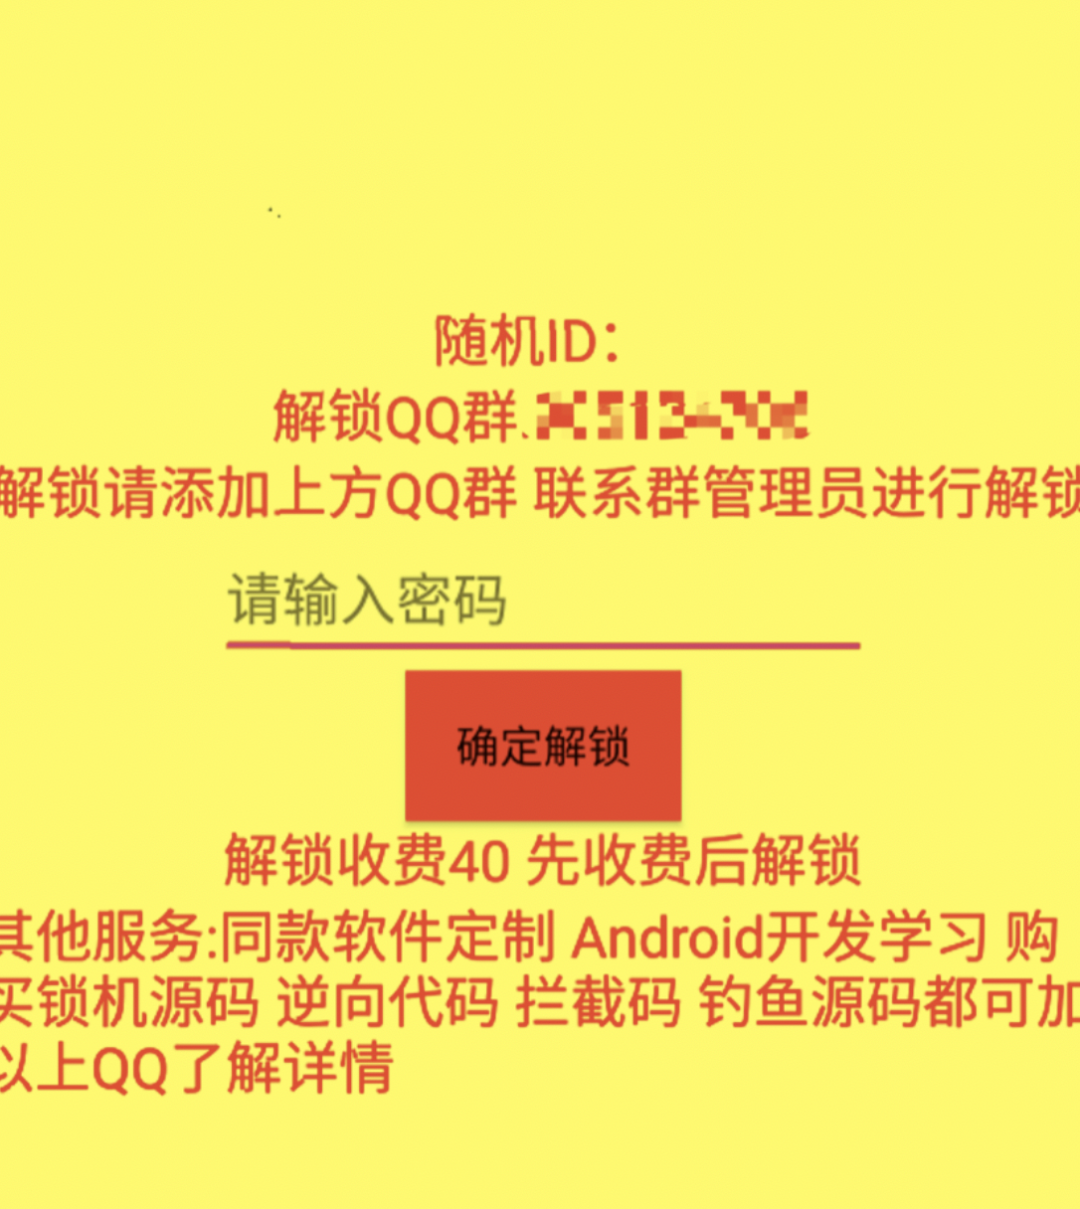 随机ID：
解锁QQ群.
解锁请添加上方QQ群 联系群管理员进行解锁
请输入密码
确定解锁
解锁收费40 先收费后解锁
其他服务:同款软件定制 Android开发学习 购
买锁机源码 逆向代码 拦截码 钓鱼源码都可加
以上QQ了解详情